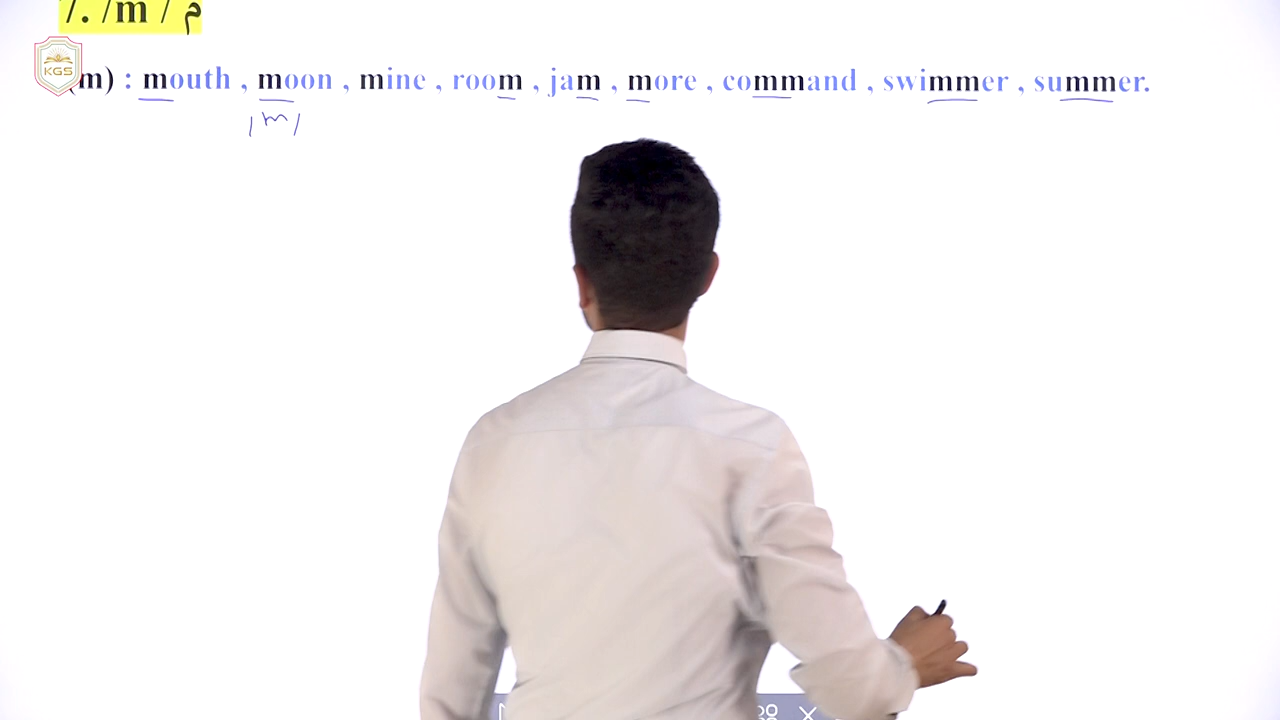 7. /m / م
KGS
m) : mouth , moon , mine , room , jam , more , command , swimmer , summer.
/m/